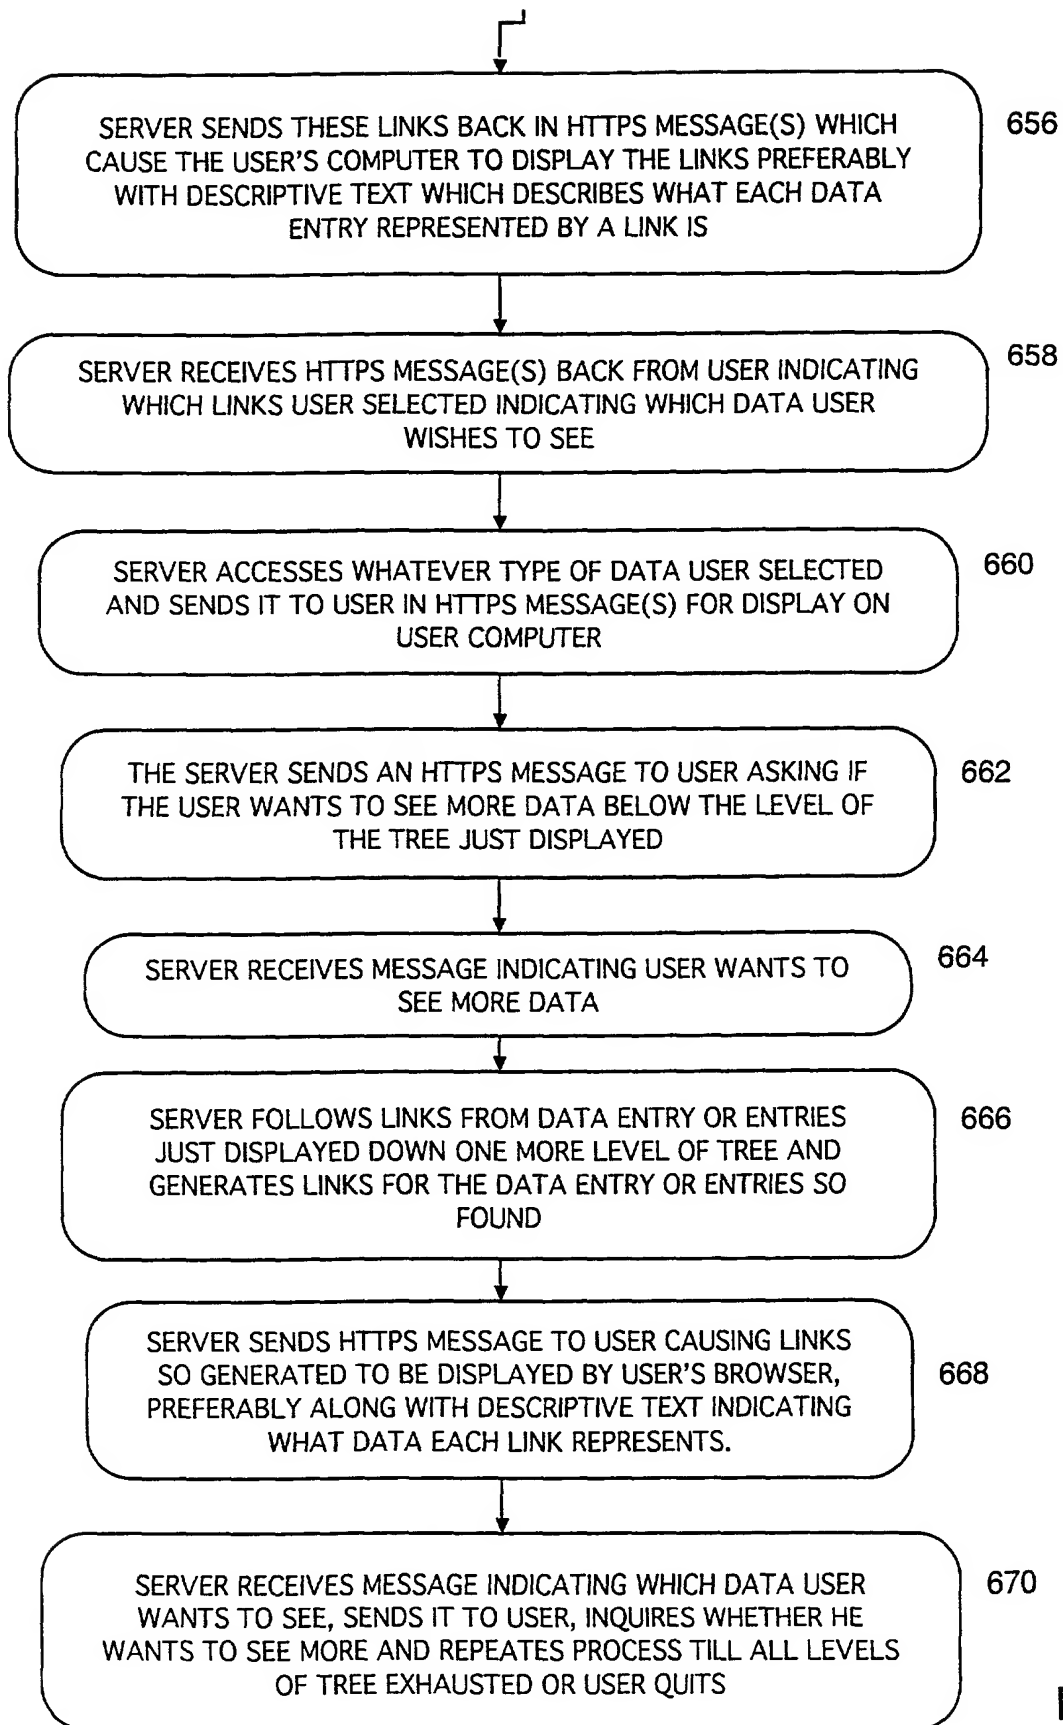 SERVER SENDS THESE LINKS BACK IN HTTPS MESSAGE(S) WHICH
CAUSE THE USER'S COMPUTER TO DISPLAY THE LINKS PREFERABLY
WITH DESCRIPTIVE TEXT WHICH DESCRIBES WHAT EACH DATA
ENTRY REPRESENTED BY A LINK IS
656
SERVER RECEIVES HTTPS MESSAGE(S) BACK FROM USER INDICATING
WHICH LINKS USER SELECTED INDICATING WHICH DATA USER
WISHES TO SEE
658
SERVER ACCESSES WHATEVER TYPE OF DATA USER SELECTED
AND SENDS IT TO USER IN HTTPS MESSAGE(S) FOR DISPLAY ON
USER COMPUTER
660
THE SERVER SENDS AN HTTPS MESSAGE TO USER ASKING IF
THE USER WANTS TO SEE MORE DATA BELOW THE LEVEL OF
THE TREE JUST DISPLAYED
662
SERVER RECEIVES MESSAGE INDICATING USER WANTS TO
SEE MORE DATA
664
SERVER FOLLOWS LINKS FROM DATA ENTRY OR ENTRIES
JUST DISPLAYED DOWN ONE MORE LEVEL OF TREE AND
GENERATES LINKS FOR THE DATA ENTRY OR ENTRIES SO
FOUND
666
SERVER SENDS HTTPS MESSAGE TO USER CAUSING LINKS
SO GENERATED TO BE DISPLAYED BY USER'S BROWSER,
PREFERABLY ALONG WITH DESCRIPTIVE TEXT INDICATING
WHAT DATA EACH LINK REPRESENTS.
668
SERVER RECEIVES MESSAGE INDICATING WHICH DATA USER
WANTS TO SEE, SENDS IT TO USER, INQUIRES WHETHER HE
WANTS TO SEE MORE AND REPEATS PROCESS TILL ALL LEVELS
OF TREE EXHAUSTED OR USER QUITS
670